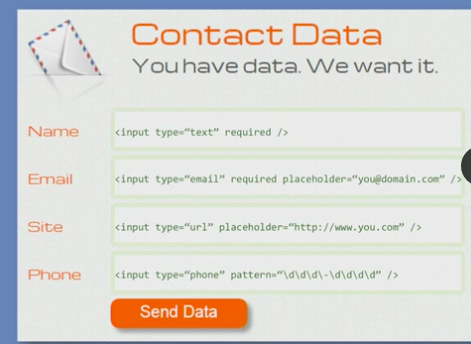 Contact Data
You have data. We want it.
Name
<input type="text" required />
Email
<input type="email" required placeholder="you@domain.com" />
Site
<input type="url" placeholder="http://www.you.com" />
Phone
<input type="phone" pattern="\d\d\d\-\d\d\d\d" />
Send Data